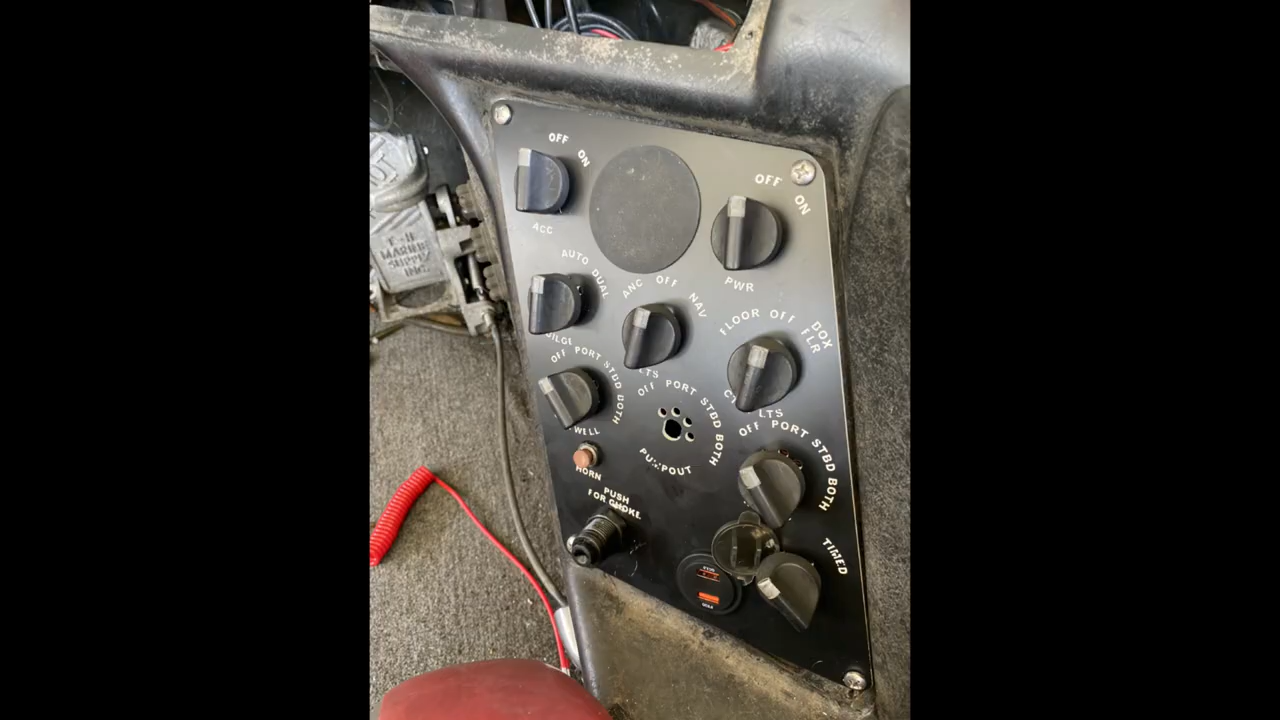 OFF ON
ACC
OFF ON
PWR
AUTO DUAL
ANC OFF NAV
LTS
FLOOR OFF BOX FLR
LTS
OFF PORT STBD BOTH
WELL
OFF PORT STBD BOTH
PUMPOUT
OFF PORT STBD BOTH
HORN
PUSH
FOR CHOKE
TIMED
MARINE
SUPPLY
INC.